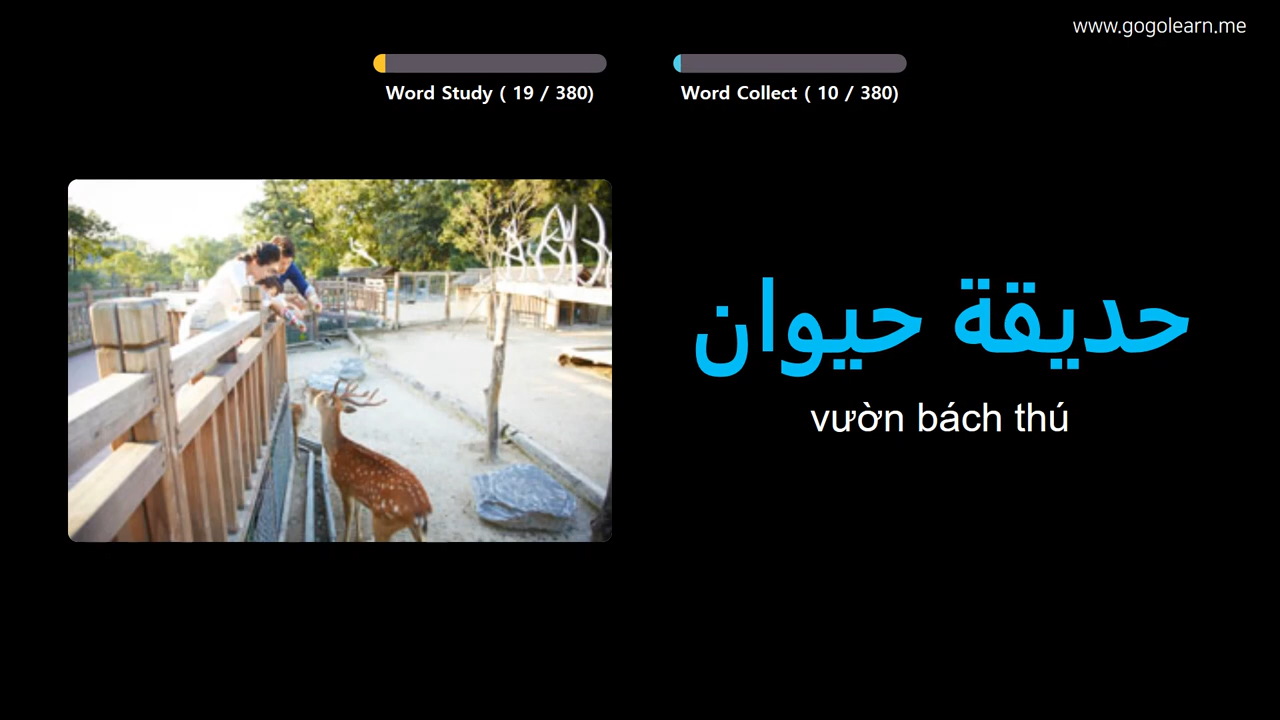 www.gogolearn.me
Word Study ( 19 / 380)
Word Collect ( 10 / 380)
حديقة حيوان
vườn bách thú